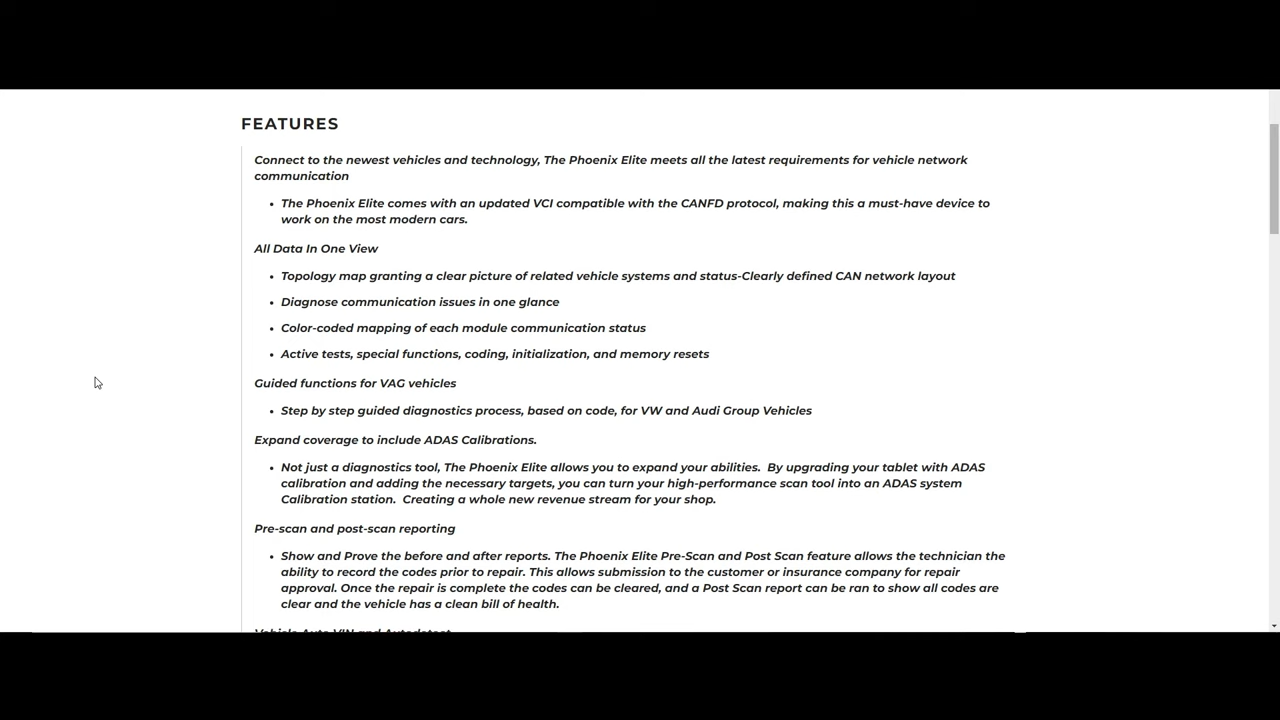 FEATURES
Connect to the newest vehicles and technology, The Phoenix Elite meets all the latest requirements for vehicle network
communication
• The Phoenix Elite comes with an updated VCI compatible with the CANFD protocol, making this a must-have device to
work on the most modern cars.
All Data In One View
• Topology map granting a clear picture of related vehicle systems and status-Clearly defined CAN network layout
• Diagnose communication issues in one glance
• Color-coded mapping of each module communication status
• Active tests, special functions, coding, initialization, and memory resets
Guided functions for VAG vehicles
• Step by step guided diagnostics process, based on code, for VW and Audi Group Vehicles
Expand coverage to include ADAS Calibrations.
• Not just a diagnostics tool, The Phoenix Elite allows you to expand your abilities.  By upgrading your tablet with ADAS
calibration and adding the necessary targets, you can turn your high-performance scan tool into an ADAS system
Calibration station.  Creating a whole new revenue stream for your shop.
Pre-scan and post-scan reporting
• Show and Prove the before and after reports. The Phoenix Elite Pre-Scan and Post Scan feature allows the technician the
ability to record the codes prior to repair. This allows submission to the customer or insurance company for repair
approval. Once the repair is complete the codes can be cleared, and a Post Scan report can be ran to show all codes are
clear and the vehicle has a clean bill of health.
Vehicle Auto VIN and Autodetect